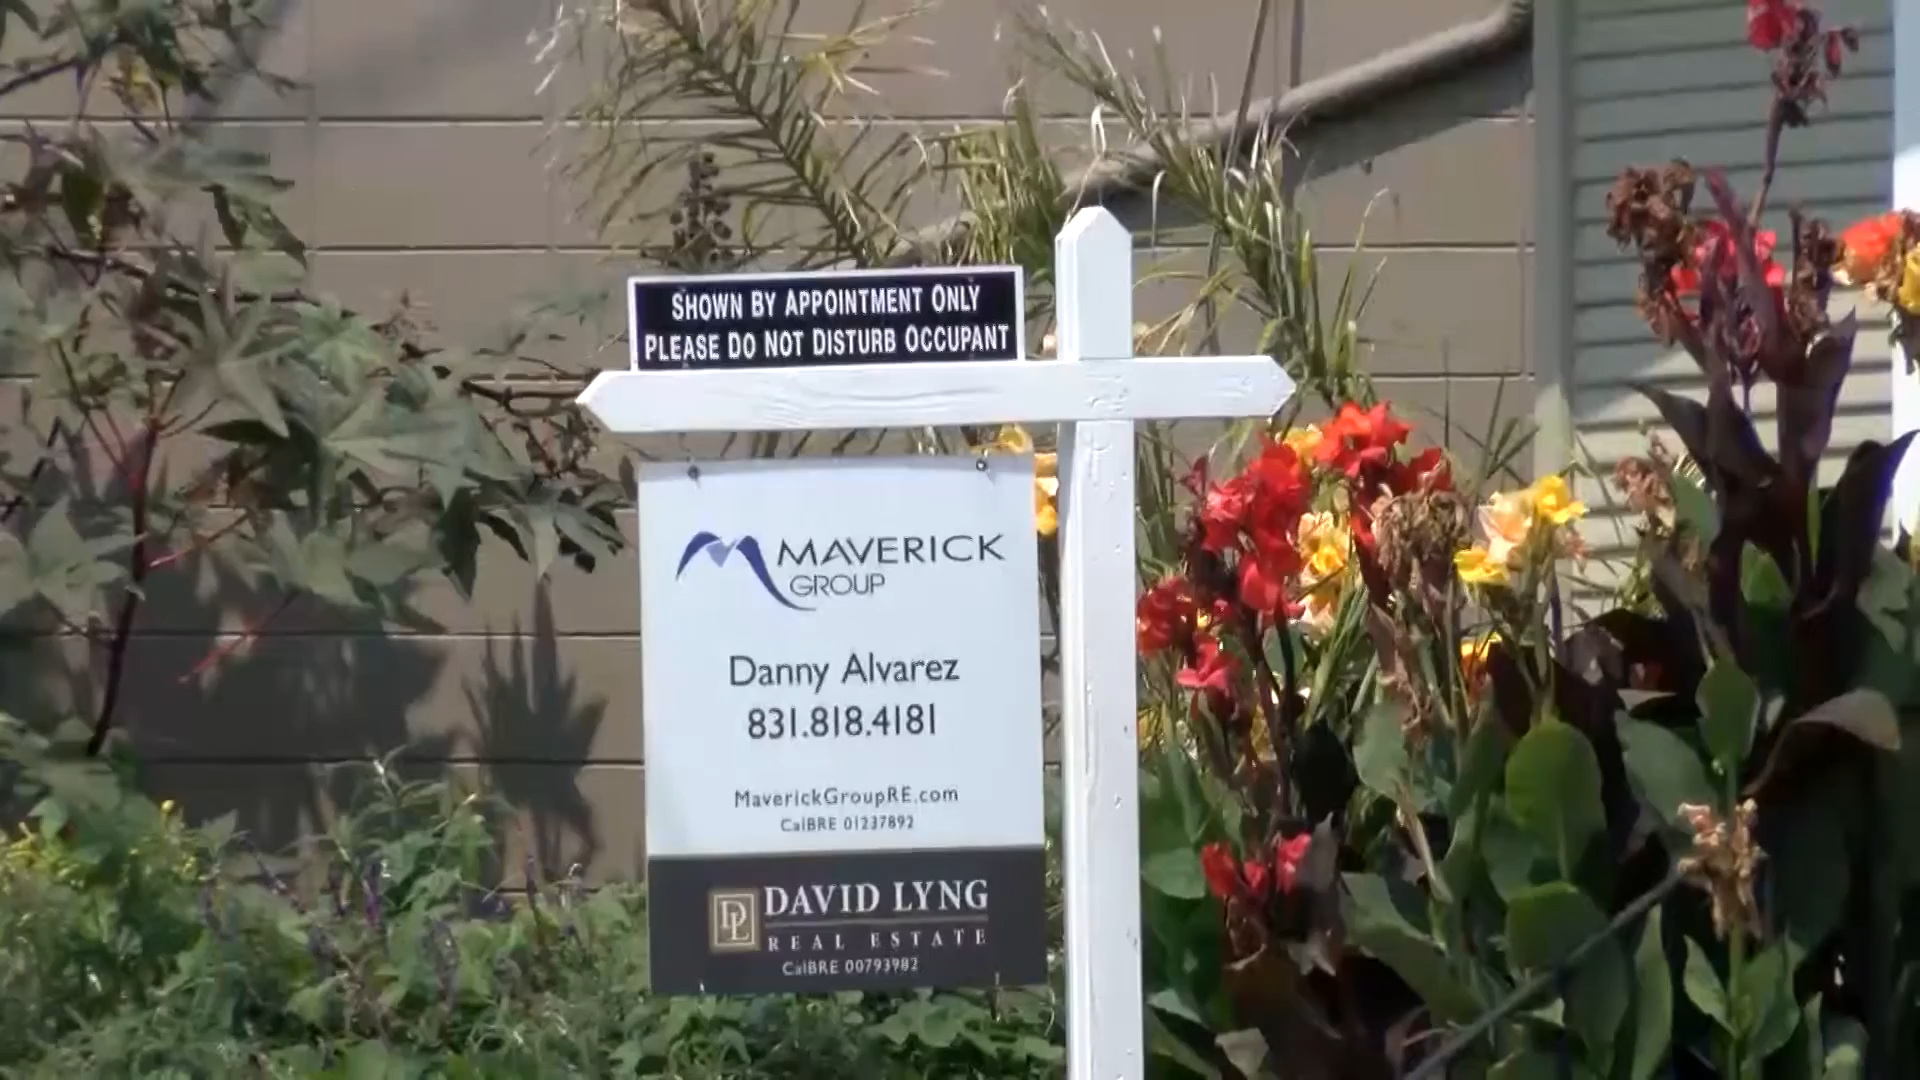 SHOWN BY APPOINTMENT ONLY
PLEASE DO NOT DISTURB OCCUPANT
MAVERICK
GROUP
Danny Alvarez
831.818.4181
MaverickGroupRE.com
CalBRE 01237892
DL
DAVID LYNG
REAL ESTATE
CalBRE 00793982